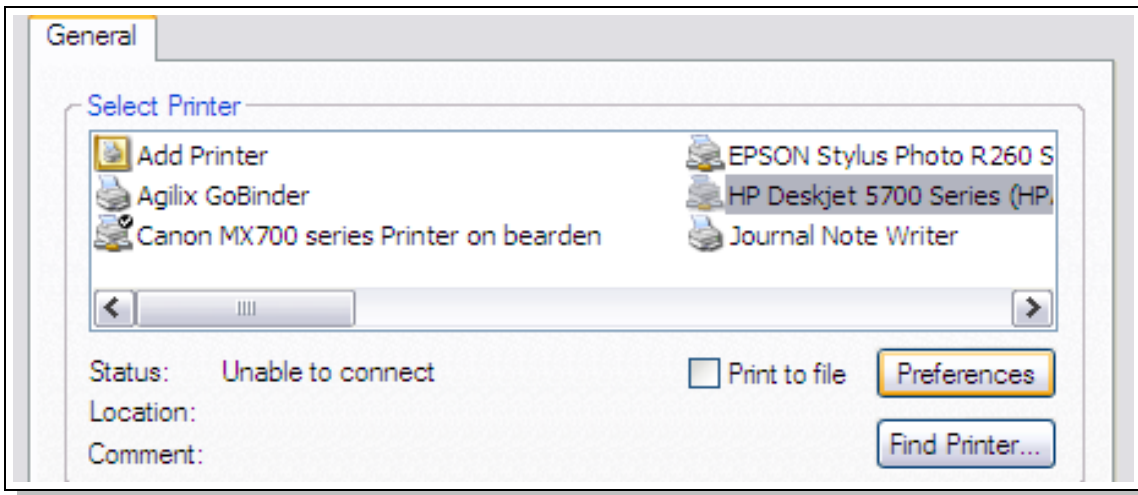 General
Select Printer
Add Printer
Agilix GoBinder
Canon MX700 series Printer on bearden
EPSON Stylus Photo R260 S
HP Deskjet 5700 Series (HP
Journal Note Writer
Status: Unable to connect
Print to file
Preferences
Location:
Comment:
Find Printer...